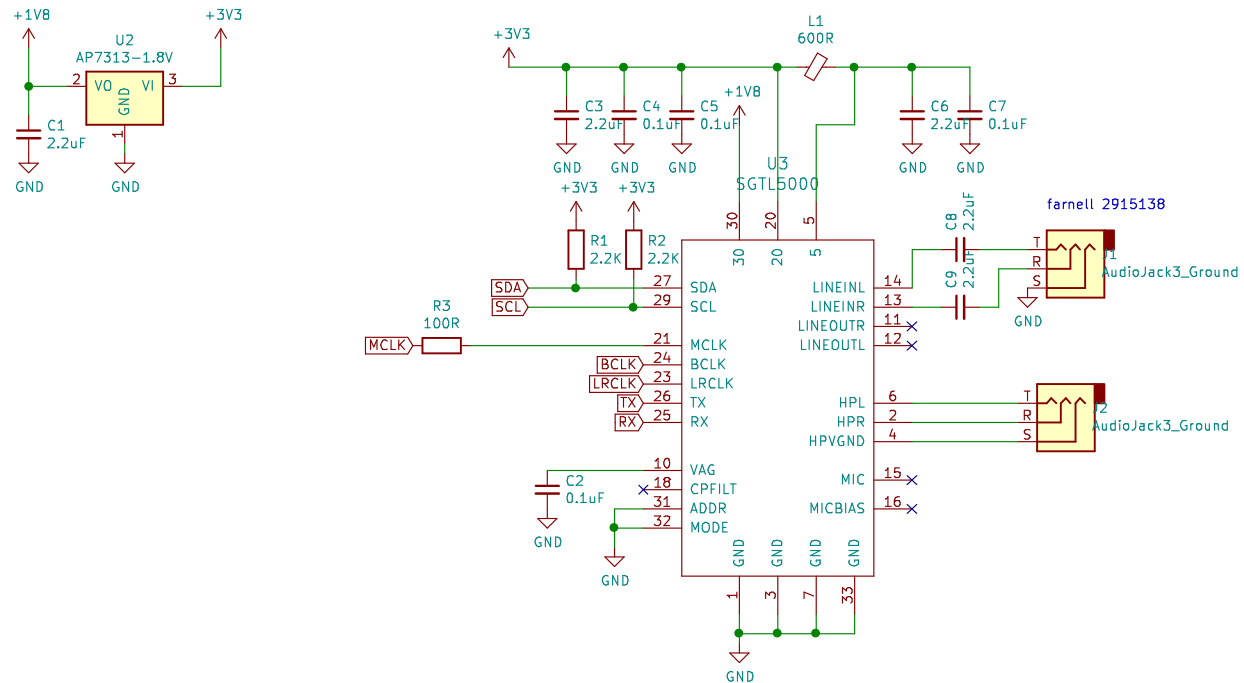 +1V8
+3V3
U2
AP7313-1.8V
2
VO
VI
3
GND
1
C1
2.2uF
GND
GND
+3V3
L1
600R
+1V8
C3
2.2uF
C4
0.1uF
C5
0.1uF
C6
2.2uF
C7
0.1uF
GND
GND
GND
GND
GND
U3
SGTL5000
+3V3
+3V3
R1
2.2K
R2
2.2K
30
20
5
30
20
5
SDA
27
SDA
SCL
29
SCL
R3
100R
MCLK
21
MCLK
BCLK
24
BCLK
LRCLK
23
LRCLK
TX
26
TX
RX
25
RX
10
VAG
18
CPFILT
31
ADDR
32
MODE
C2
0.1uF
GND
GND
LINEINL
14
LINEINR
13
LINEOUTR
11
LINEOUTL
12
HPL
6
HPR
2
HPVGND
4
MIC
15
MICBIAS
16
GND
GND
GND
GND
1
3
7
33
GND
C8
2.2uF
C9
2.2uF
farnell 2915138
T
R
S
J1
AudioJack3_Ground
GND
T
R
S
J2
AudioJack3_Ground